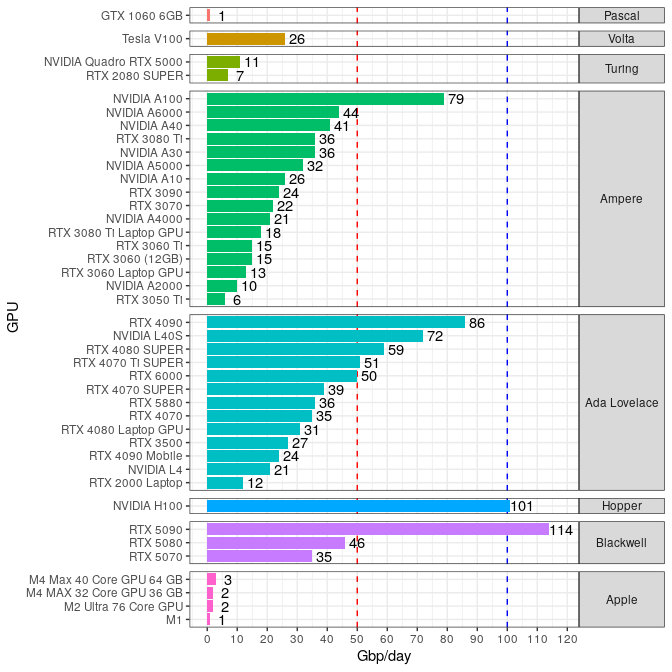 GTX 1060 6GB 1 Pascal
Tesla V100 26 Volta
NVIDIA Quadro RTX 5000 11
RTX 2080 SUPER 7
Turing
NVIDIA A100 79
NVIDIA A6000 44
NVIDIA A40 41
RTX 3080 Ti 36
NVIDIA A30 36
NVIDIA A5000 32
NVIDIA A10 26
RTX 3090 24
RTX 3070 22
NVIDIA A4000 21
RTX 3080 Ti Laptop GPU 18
RTX 3060 Ti 15
RTX 3060 (12GB) 15
RTX 3060 Laptop GPU 13
NVIDIA A2000 10
RTX 3050 Ti 6
Ampere
GPU
RTX 4090 86
NVIDIA L40S 72
RTX 4080 SUPER 59
RTX 4070 Ti SUPER 51
RTX 6000 50
RTX 4070 SUPER 39
RTX 5880 36
RTX 4070 35
RTX 4080 Laptop GPU 31
RTX 3500 27
RTX 4090 Mobile 24
NVIDIA L4 21
RTX 2000 Laptop 12
Ada Lovelace
NVIDIA H100 101 Hopper
RTX 5090 114
RTX 5080 46
RTX 5070 35
Blackwell
M4 Max 40 Core GPU 64 GB 3
M4 MAX 32 Core GPU 36 GB 2
M2 Ultra 76 Core GPU 2
M1 1
Apple
0 10 20 30 40 50 60 70 80 90 100 110 120
Gbp/day